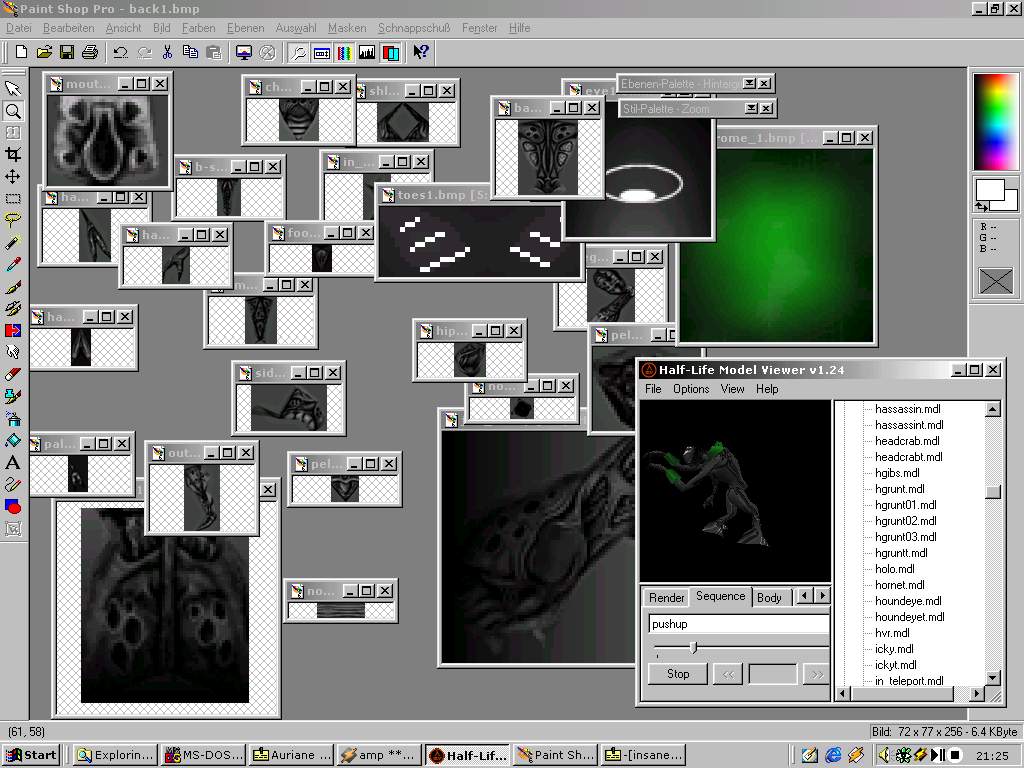 Paint Shop Pro - back1.bmp
Datei Bearbeiten Ansicht Bild Farben Ebenen Auswahl Masken Schnappschuß Fenster Hilfe
mout...
ch...
shl...
ba...
eye1
Ebenen-Palette - Hintergr
Stil-Palette - Zoom
rome_1.bmp [...
b-s...
in_...
toes1.bmp [5:
ha...
ha...
foo...
m...
g...
ha...
hip...
pel...
sid...
no...
pal...
out...
pel...
no...
R --
G --
B --
Half-Life Model Viewer v1.24
File Options View Help
hassassin.mdl
hassassint.mdl
headcrab.mdl
headcrabt.mdl
hgibs.mdl
hgrunt.mdl
hgrunt01.mdl
hgrunt02.mdl
hgrunt03.mdl
hgruntt.mdl
holo.mdl
hornet.mdl
houndeye.mdl
houndeyet.mdl
hvr.mdl
icky.mdl
ickyt.mdl
in_teleport.mdl
Render Sequence Body
pushup
Stop << >>
(61, 58)
Bild: 72 x 77 x 256 - 6.4 KByte
Start Explorin... MS-DOS... Auriane ... amp **... Half-Lif... Paint Sh... -[insane... 21:25